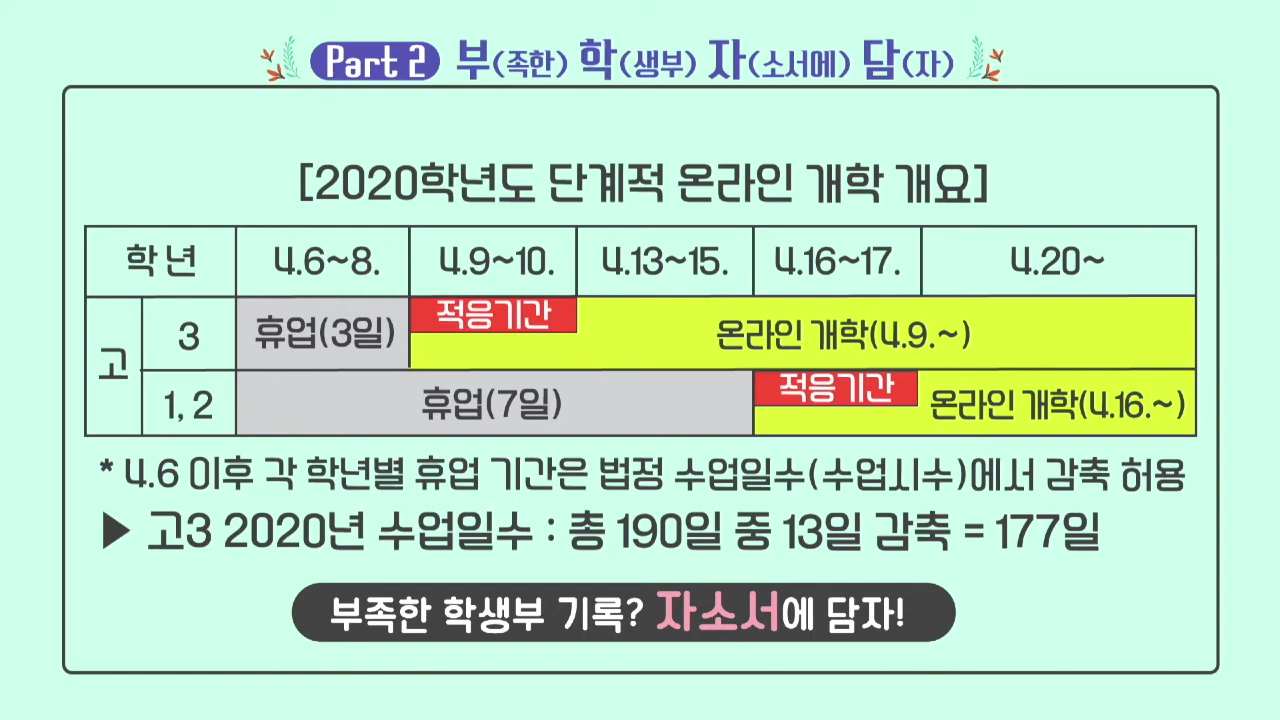 Part 2 부(족한) 학(생부) 자(소서에) 담(자)
[2020학년도 단계적 온라인 개학 개요]
학 년 4.6~8. 4.9~10. 4.13~15. 4.16~17. 4.20~
고 3 휴업(3일) 적응기간 온라인 개학(4.9.~)
1, 2 휴업(7일) 적응기간 온라인 개학(4.16.~)
* 4.6 이후 각 학년별 휴업 기간은 법정 수업일수(수업시수)에서 감축 허용
▶ 고3 2020년 수업일수 : 총 190일 중 13일 감축 = 177일
부족한 학생부 기록? 자소서에 담자!